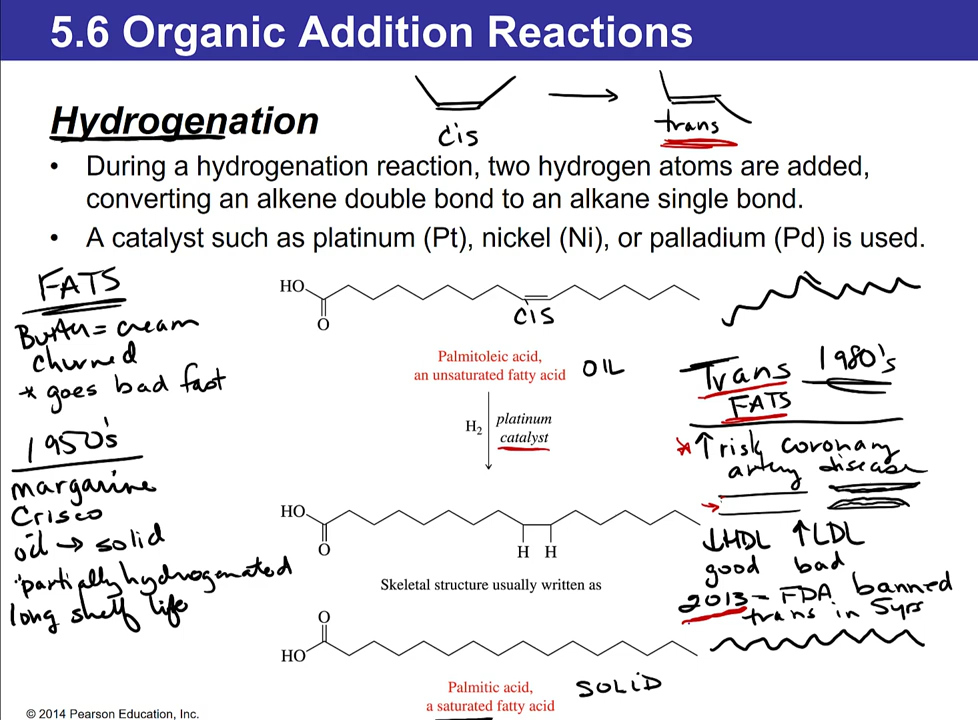 5.6 Organic Addition Reactions
Hydrogenation
cis
trans
• During a hydrogenation reaction, two hydrogen atoms are added,
converting an alkene double bond to an alkane single bond.
• A catalyst such as platinum (Pt), nickel (Ni), or palladium (Pd) is used.
FATS
Butter = cream
churned
* goes bad fast
1950's
margarine
Crisco
oil → solid
"partially hydrogenated
long shelf life
HO
O
cis
Palmitoleic acid,
an unsaturated fatty acid
OIL
H2
platinum
catalyst
HO
O
H H
Skeletal structure usually written as
O
HO
Palmitic acid,
a saturated fatty acid
SOLID
Trans 1980's
FATS
* ↑ risk coronary
artery disease
→
↓HDL ↑LDL
good bad
2013 - FDA banned
trans in 5yrs
© 2014 Pearson Education, Inc.